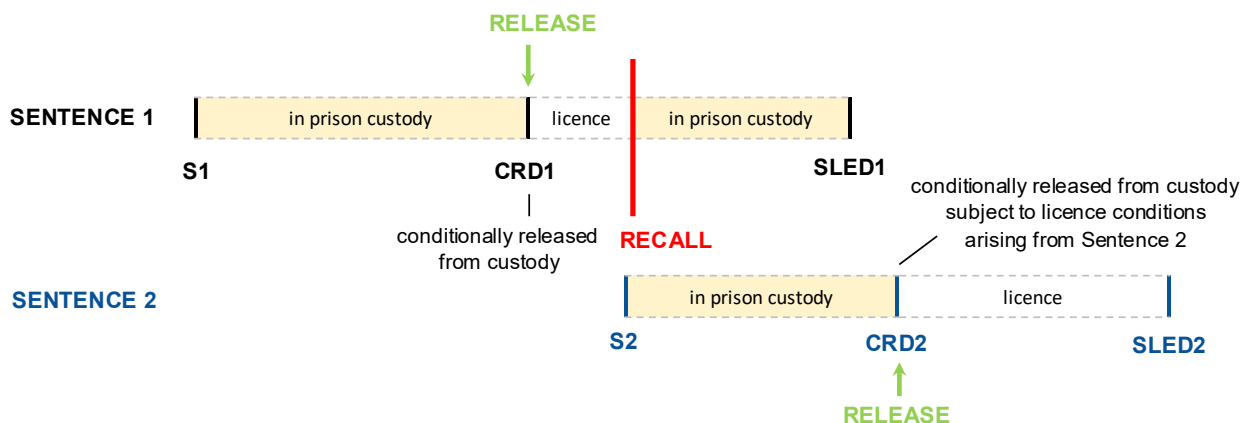 RELEASE
SENTENCE 1
in prison custody
licence
in prison custody
S1
CRD1
SLED1
conditionally released
from custody
RECALL
conditionally released from custody
subject to licence conditions
arising from Sentence 2
SENTENCE 2
in prison custody
licence
S2
CRD2
SLED2
RELEASE